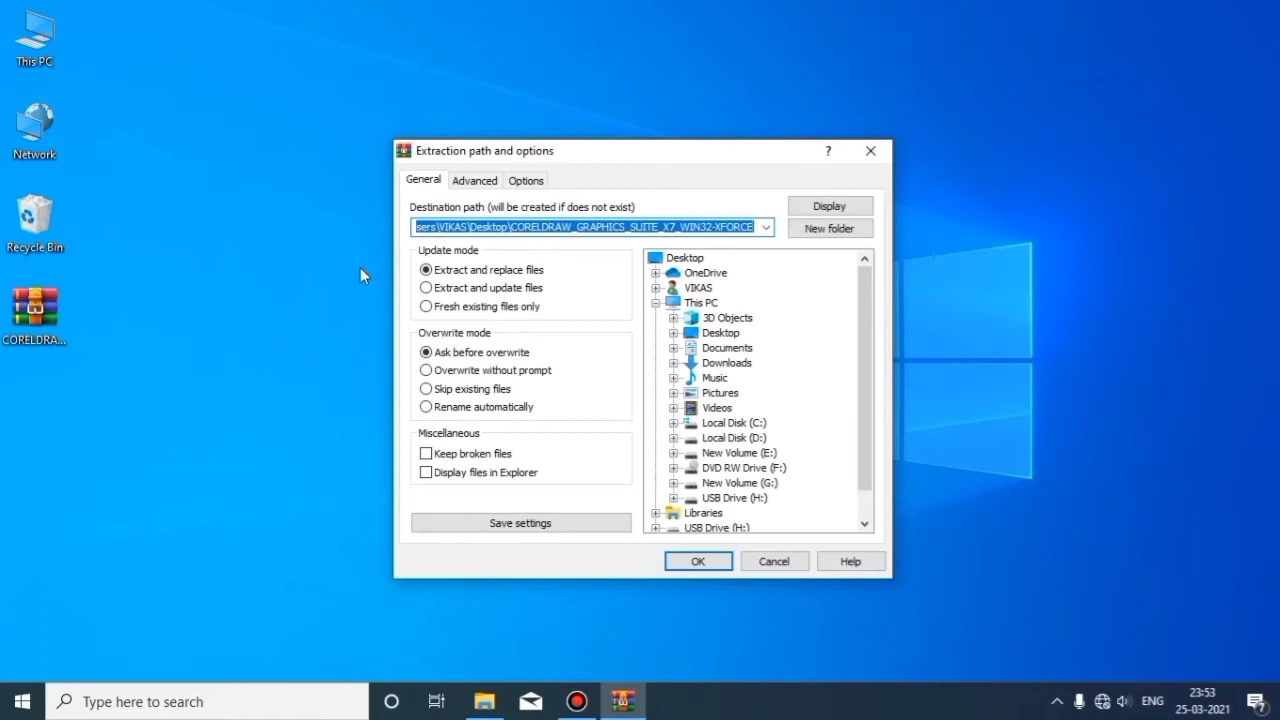 This PC
Network
Recycle Bin
CORELDRA...
Extraction path and options
?
General
Advanced
Options
Destination path (will be created if does not exist)
Display
sers\VIKAS\Desktop\CORELDRAW_GRAPHICS_SUITE_X7_WIN32-XFORCE
New folder
Update mode
Extract and replace files
Extract and update files
Fresh existing files only
Overwrite mode
Ask before overwrite
Overwrite without prompt
Skip existing files
Rename automatically
Miscellaneous
Keep broken files
Display files in Explorer
Save settings
Desktop
OneDrive
VIKAS
This PC
3D Objects
Desktop
Documents
Downloads
Music
Pictures
Videos
Local Disk (C:)
Local Disk (D:)
New Volume (E:)
DVD RW Drive (F:)
New Volume (G:)
USB Drive (H:)
Libraries
USB Drive (H:)
OK
Cancel
Help
Type here to search
ENG
23:53
25-03-2021
7